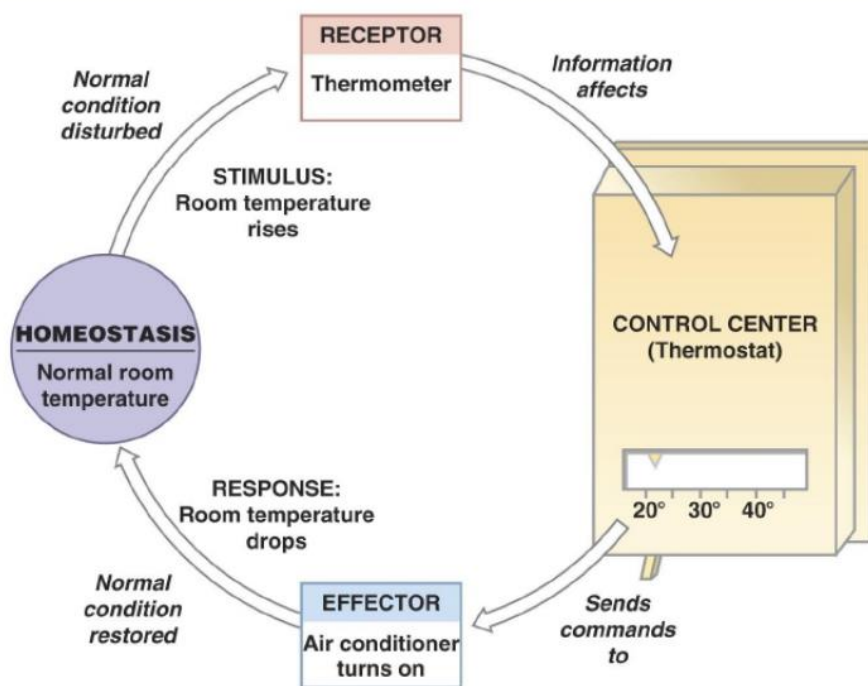 RECEPTOR
Thermometer
Normal
condition
disturbed
Information
affects
STIMULUS:
Room temperature
rises
HOMEOSTASIS
Normal room
temperature
CONTROL CENTER
(Thermostat)
20° 30° 40°
RESPONSE:
Room temperature
drops
Normal
condition
restored
EFFECTOR
Air conditioner
turns on
Sends
commands
to